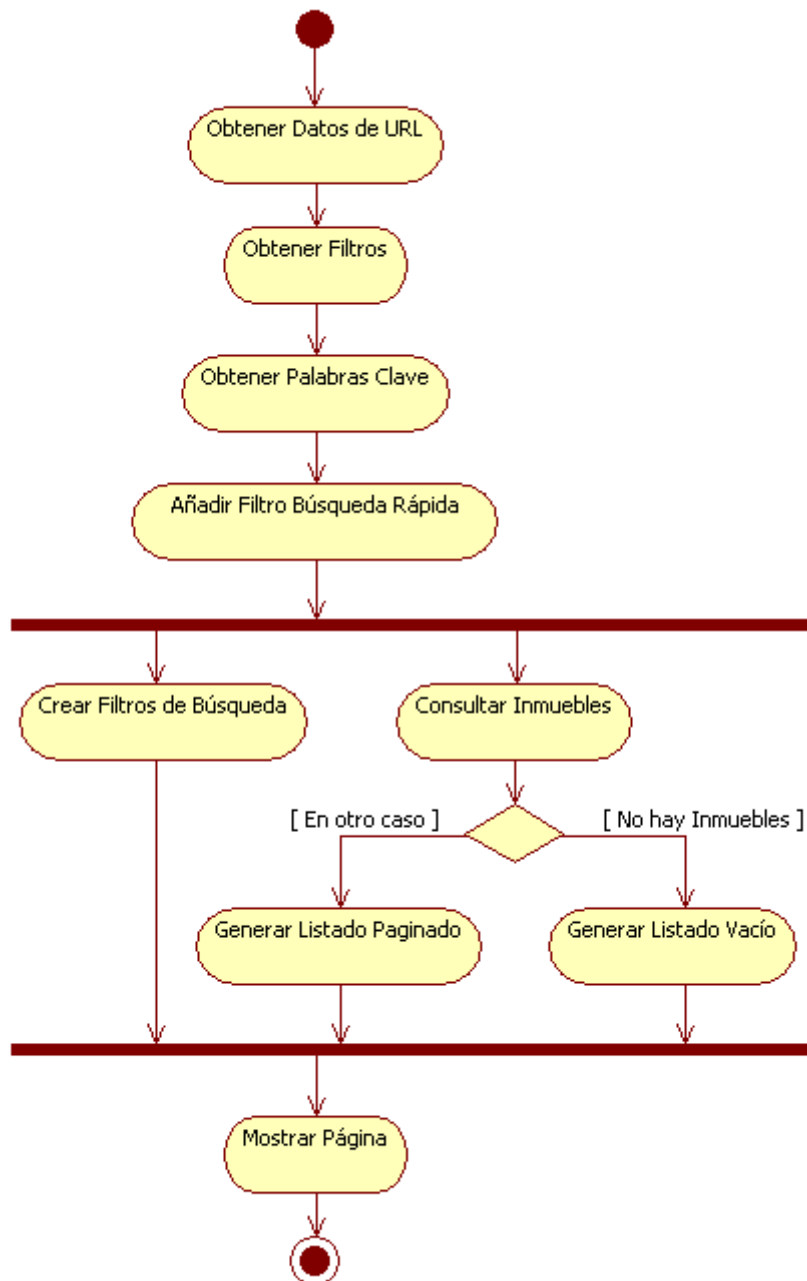 Obtener Datos de URL
Obtener Filtros
Obtener Palabras Clave
Añadir Filtro Búsqueda Rápida
Crear Filtros de Búsqueda
Consultar Inmuebles
[ En otro caso ]
[ No hay Inmuebles ]
Generar Listado Paginado
Generar Listado Vacío
Mostrar Página